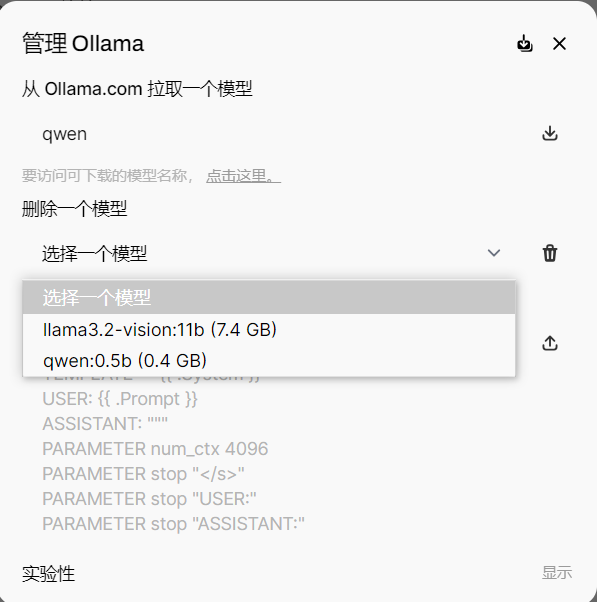 管理 Ollama
从 Ollama.com 拉取一个模型
qwen
要访问可下载的模型名称，点击这里。
删除一个模型
选择一个模型
选择一个模型
llama3.2-vision:11b (7.4 GB)
qwen:0.5b (0.4 GB)
USER: {{ .Prompt }}
ASSISTANT: """
PARAMETER num_ctx 4096
PARAMETER stop "</s>"
PARAMETER stop "USER:"
PARAMETER stop "ASSISTANT:"
实验性 显示